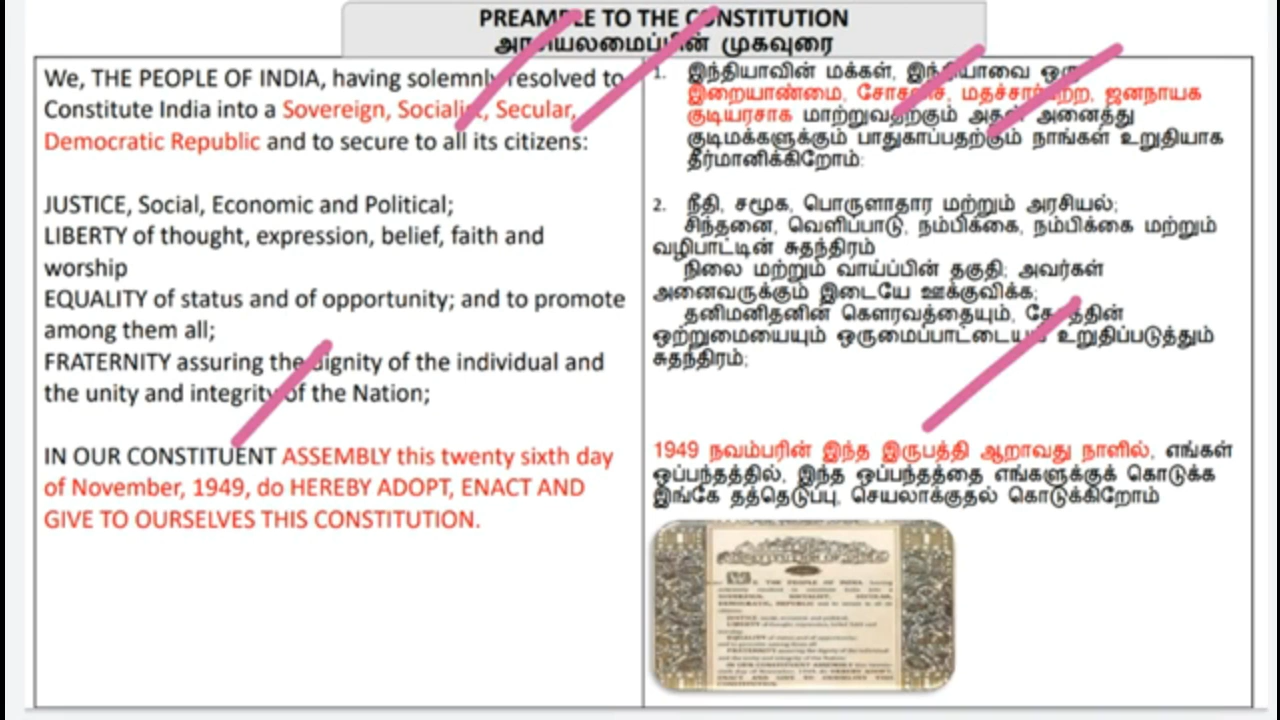 PREAMBLE TO THE CONSTITUTION
அரசியலமைப்பின் முகவுரை
We, THE PEOPLE OF INDIA, having solemnly resolved to
Constitute India into a Sovereign, Socialist, Secular,
Democratic Republic and to secure to all its citizens:
JUSTICE, Social, Economic and Political;
LIBERTY of thought, expression, belief, faith and
worship
EQUALITY of status and of opportunity; and to promote
among them all;
FRATERNITY assuring the dignity of the individual and
the unity and integrity of the Nation;
IN OUR CONSTITUENT ASSEMBLY this twenty sixth day
of November, 1949, do HEREBY ADOPT, ENACT AND
GIVE TO OURSELVES THIS CONSTITUTION.
1. இந்தியாவின் மக்கள், இந்தியாவை ஒரு
இறையாண்மை, சோசலிச, மதச்சார்பற்ற, ஜனநாயக
குடியரசாக மாற்றுவதற்கும் அதன் அனைத்து
குடிமக்களுக்கும் பாதுகாப்பதற்கும் நாங்கள் உறுதியாக
தீர்மானிக்கிறோம்:
2. நீதி, சமூக, பொருளாதார மற்றும் அரசியல்;
சிந்தனை, வெளிப்பாடு, நம்பிக்கை, நம்பிக்கை மற்றும்
வழிபாட்டின் சுதந்திரம்
நிலை மற்றும் வாய்ப்பின் தகுதி; அவர்கள்
அனைவருக்கும் இடையே ஊக்குவிக்க;
தனிமனிதனின் கௌரவத்தையும், தேசத்தின்
ஒற்றுமையையும் ஒருமைப்பாட்டையும் உறுதிப்படுத்தும்
சுதந்திரம்;
1949 நவம்பரின் இந்த இருபத்தி ஆறாவது நாளில், எங்கள்
ஒப்பந்தத்தில், இந்த ஒப்பந்தத்தை எங்களுக்குக் கொடுக்க
இங்கே தத்தெடுப்பு, செயலாக்குதல் கொடுக்கிறோம்